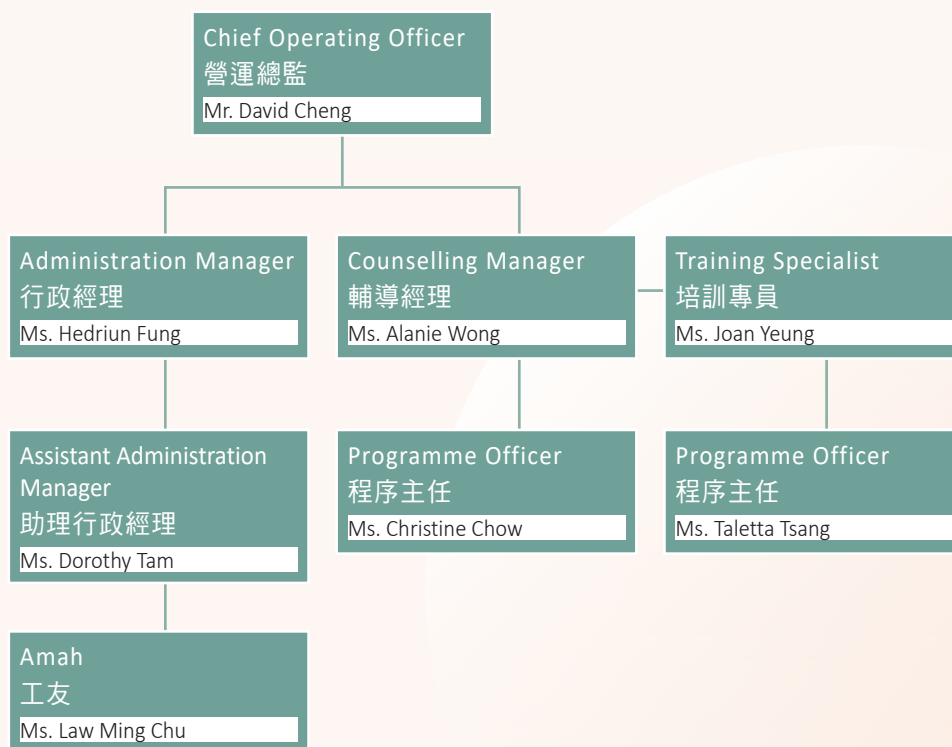 Chief Operating Officer
營運總監
Mr. David Cheng
Administration Manager
行政經理
Ms. Hedriun Fung
Counselling Manager
輔導經理
Ms. Alanie Wong
Training Specialist
培訓專員
Ms. Joan Yeung
Assistant Administration
Manager
助理行政經理
Ms. Dorothy Tam
Programme Officer
程序主任
Ms. Christine Chow
Programme Officer
程序主任
Ms. Taletta Tsang
Amah
工友
Ms. Law Ming Chu